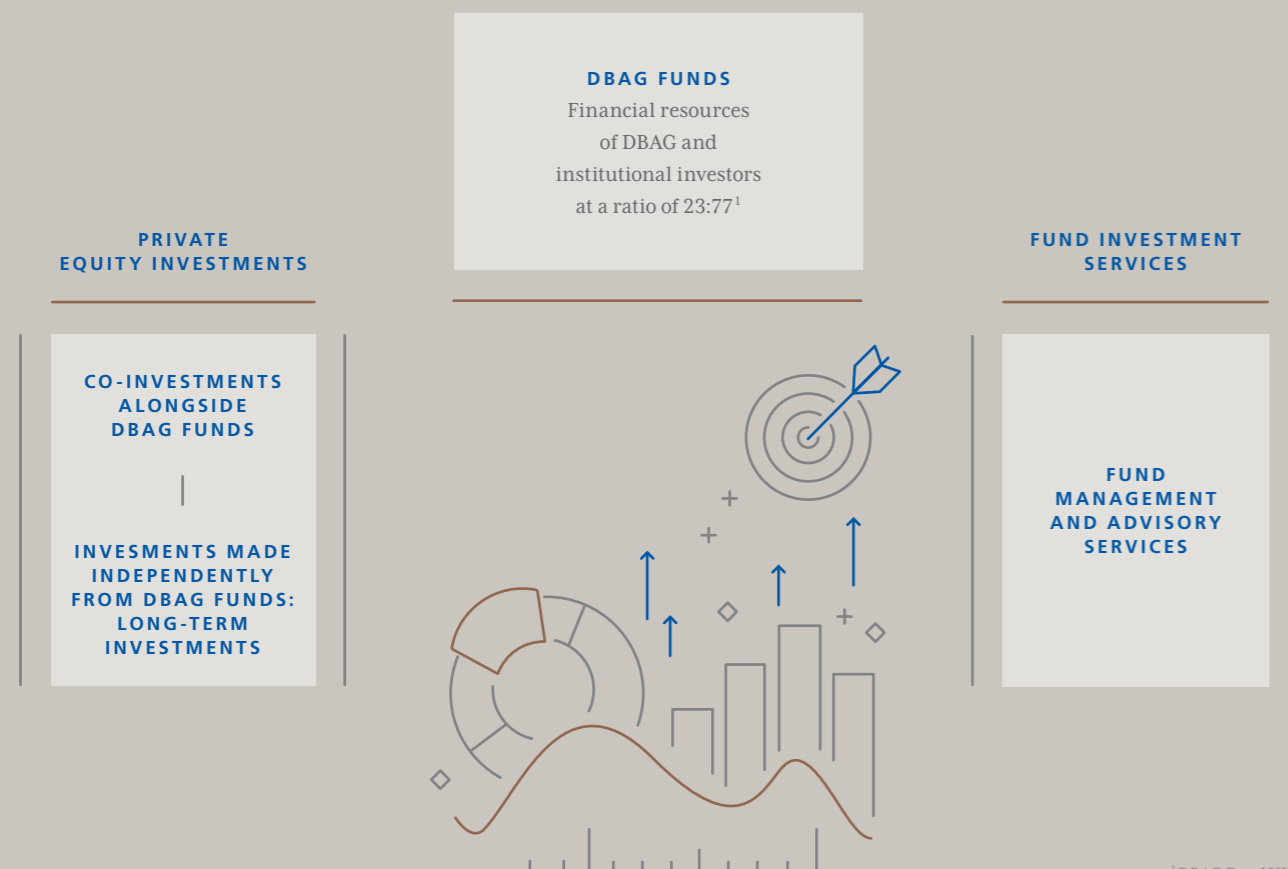 DBAG FUNDS
Financial resources
of DBAG and
institutional investors
at a ratio of 23:77¹
PRIVATE
EQUITY INVESTMENTS
CO-INVESTMENTS
ALONGSIDE
DBAG FUNDS
INVESMENTS MADE
INDEPENDENTLY
FROM DBAG FUNDS:
LONG-TERM
INVESTMENTS
FUND INVESTMENT
SERVICES
FUND
MANAGEMENT
AND ADVISORY
SERVICES